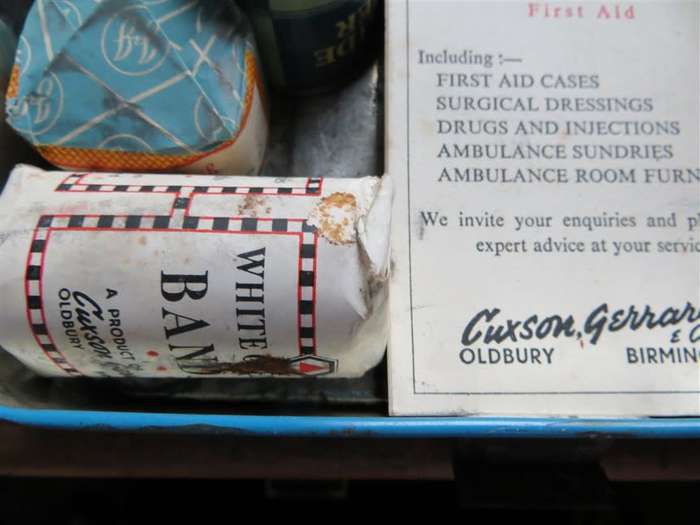 First Aid
Including :—
FIRST AID CASES
SURGICAL DRESSINGS
DRUGS AND INJECTIONS
AMBULANCE SUNDRIES
AMBULANCE ROOM FURN
We invite your enquiries and
expert advice at your servic
Cuxson, Gerrar
& C
OLDBURY BIRMIN
WHITE
BAN
A PRODUCT
Cuxson
OLDBURY